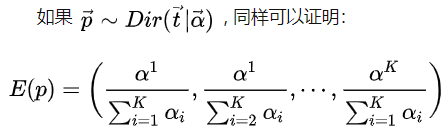 如果 $\vec{p} \sim Dir(\vec{t}|\vec{\alpha})$ ,同样可以证明：
$E(p) = \left( \frac{\alpha^1}{\sum_{i=1}^{K} \alpha_i}, \frac{\alpha^1}{\sum_{i=2}^{K} \alpha_i}, \cdots, \frac{\alpha^K}{\sum_{i=1}^{K} \alpha_i} \right)$